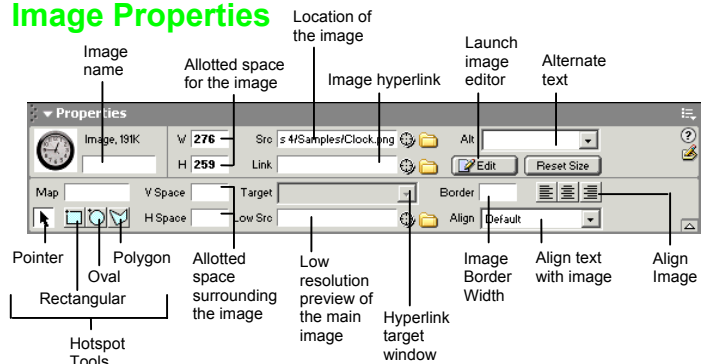 Image Properties
Location of
the image
Image
name
Allotted space
for the image
Image hyperlink
Launch
image
editor
Alternate
text
Properties
Image, 191K
W 276
Src s 4/Samples/Clock.png
Alt
H 259
Link
Edit
Reset Size
Map
V Space
Target
Border
H Space
Low Src
Align Default
Pointer
Oval
Polygon
Rectangular
Hotspot
Tools
Allotted
space
surrounding
the image
Low
resolution
preview of
the main
image
Hyperlink
target
window
Image
Border
Width
Align text
with image
Align
Image